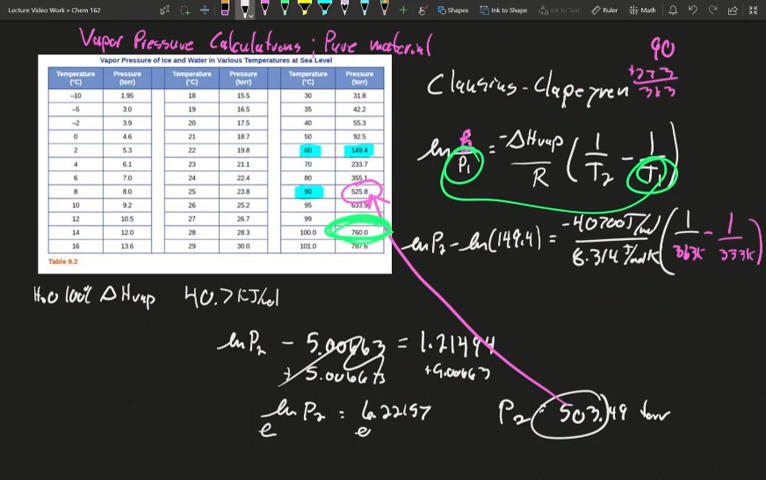 Lecture Video Work » Chem 162
Shapes
Ink to Shape
Ink to Text
Ruler
Math
Vapor Pressure Calculations : Pure material
90
+273
363
Clausius-Clapeyren
Vapor Pressure of Ice and Water in Various Temperatures at Sea Level
Temperature (°C) Pressure (torr) Temperature (°C) Pressure (torr) Temperature (°C) Pressure (torr)
−10 1.95 18 15.5 30 31.8
−5 3.0 19 16.5 35 42.2
−2 3.9 20 17.5 40 55.3
0 4.6 21 18.7 50 92.5
2 5.3 22 19.8 60 149.4
4 6.1 23 21.1 70 233.7
6 7.0 24 22.4 80 355.1
8 8.0 25 23.8 90 525.8
10 9.2 26 25.2 95 633.9
12 10.5 27 26.7 99
14 12.0 28 28.3 100.0 760.0
16 13.6 29 30.0 101.0 787.6
Table 9.2
ln P2/P1 = -ΔHvap/R (1/T2 - 1/T1)
lnP2 - ln(149.4) = -40700 J/mol / 8.314 J/molK (1/363K - 1/333K)
H2O 100°C ΔHvap 40.7 kJ/mol
lnP2 - 5.00663 = 1.21494
+ 5.00663 +5.00663
e ln P2 = e 6.22157
P2 = 503.49 torr